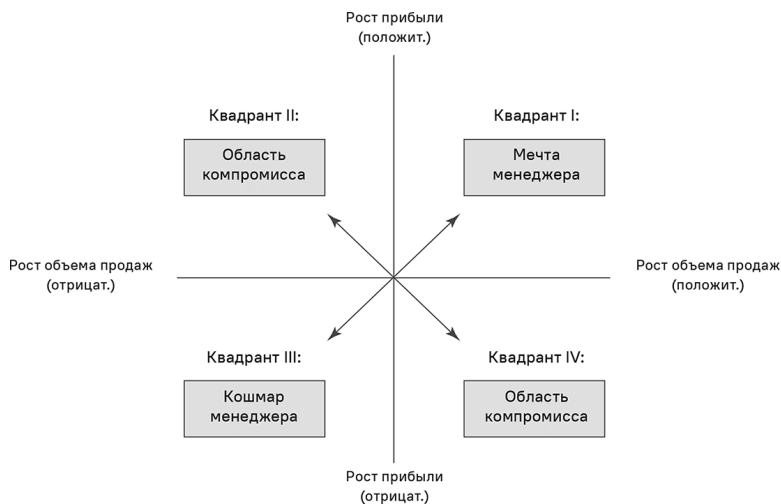 Рост прибыли
(положит.)
Квадрант II:
Область
компромисса
Квадрант I:
Мечта
менеджера
Рост объема продаж
(отрицат.)
Рост объема продаж
(положит.)
Квадрант III:
Кошмар
менеджера
Квадрант IV:
Область
компромисса
Рост прибыли
(отрицат.)